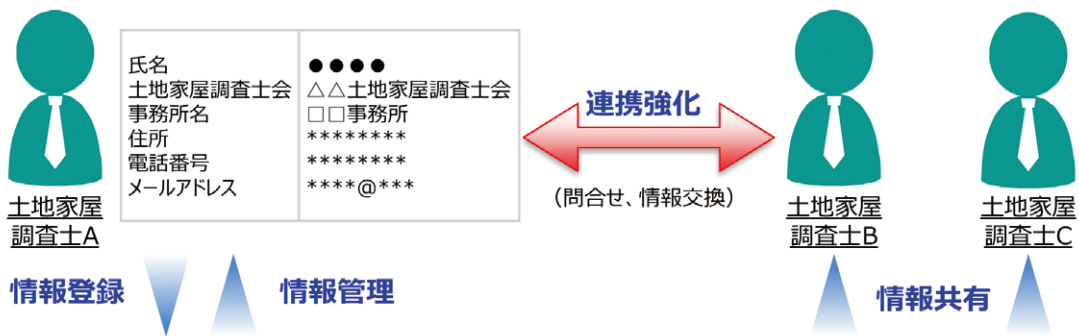 氏名 ●●●●
土地家屋調査士会 △△土地家屋調査士会
事務所名 □□事務所
住所 ********
電話番号 ********
メールアドレス ****@***
連携強化
(問合せ、情報交換)
土地家屋
調査士A
土地家屋
調査士B
土地家屋
調査士C
情報登録
情報管理
情報共有